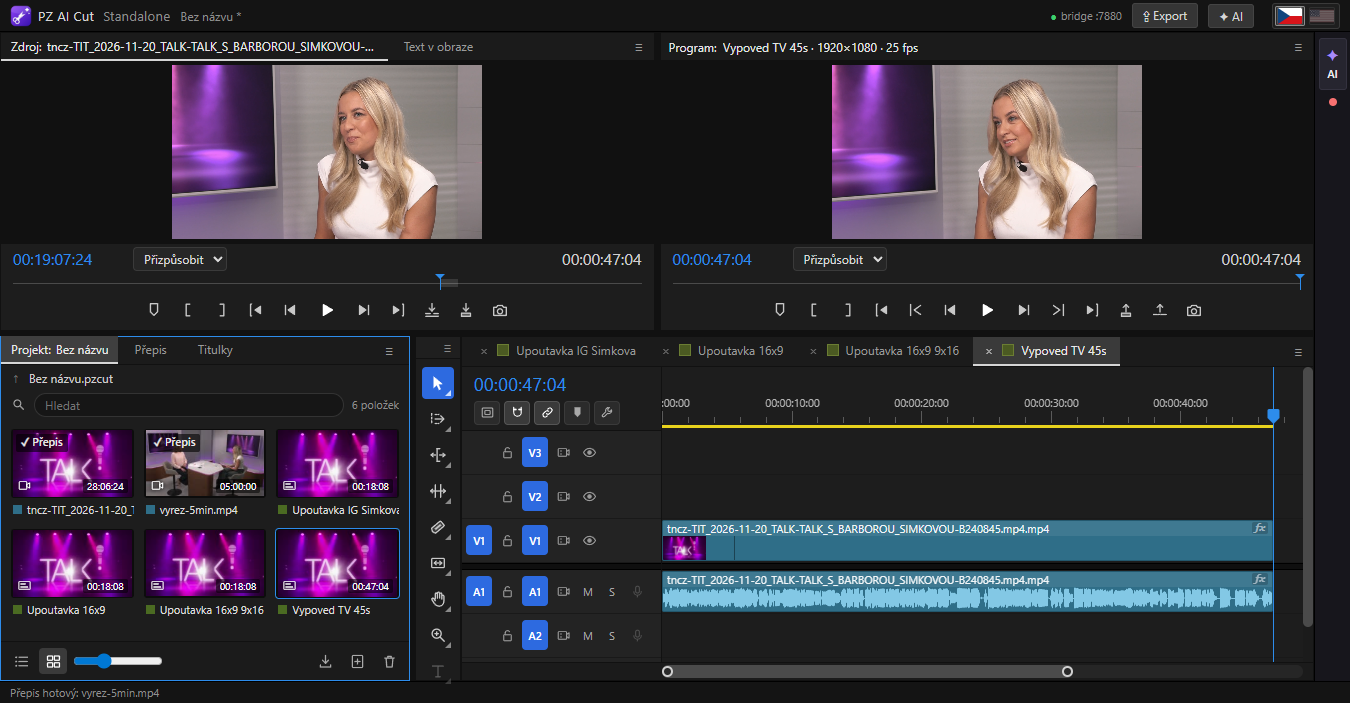 PZ AI Cut Standalone Bez názvu *
bridge :7880 Export AI
Zdroj: tncz-TIT_2026-11-20_TALK-TALK_S_BARBOROU_SIMKOVOU-... Text v obraze
Program: Vypoved TV 45s · 1920×1080 · 25 fps
AI
00:19:07:24 Přizpůsobit 00:00:47:04
00:00:47:04 Přizpůsobit 00:00:47:04
Projekt: Bez názvu Přepis Titulky
Bez názvu.pzcut
Hledat 6 položek
✓ Přepis TALK! 28:06:24
✓ Přepis 05:00:00
TALK! 00:18:08
tncz-TIT_2026-11-20_T
vyrez-5min.mp4
Upoutavka IG Simkova
TALK! 00:18:08
TALK! 00:18:08
TALK! 00:47:04
Upoutavka 16x9
Upoutavka 16x9 9x16
Vypoved TV 45s
× Upoutavka IG Simkova × Upoutavka 16x9 × Upoutavka 16x9 9x16 × Vypoved TV 45s
00:00:47:04
:00:00 00:00:10:00 00:00:20:00 00:00:30:00 00:00:40:00
V3
V2
V1 V1
tncz-TIT_2026-11-20_TALK-TALK_S_BARBOROU_SIMKOVOU-B240845.mp4.mp4 fx
TALK!
A1 A1 M S
tncz-TIT_2026-11-20_TALK-TALK_S_BARBOROU_SIMKOVOU-B240845.mp4.mp4 fx
A2 M S
T
Přepis hotový: vyrez-5min.mp4